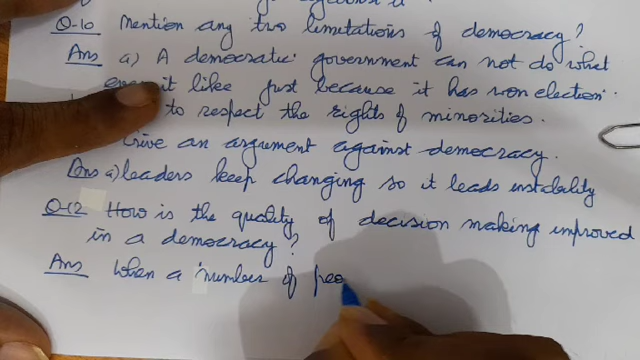 Q-10 Mention any two limitations of democracy?
Ans a) A democratic government can not do what
it like just because it has won election.
to respect the rights of minorities.
Give an argument against democracy.
Ans a) leaders keep changing so it leads instability
Q-12 How is the quality of decision making improved
in a democracy?
Ans When a number of peo